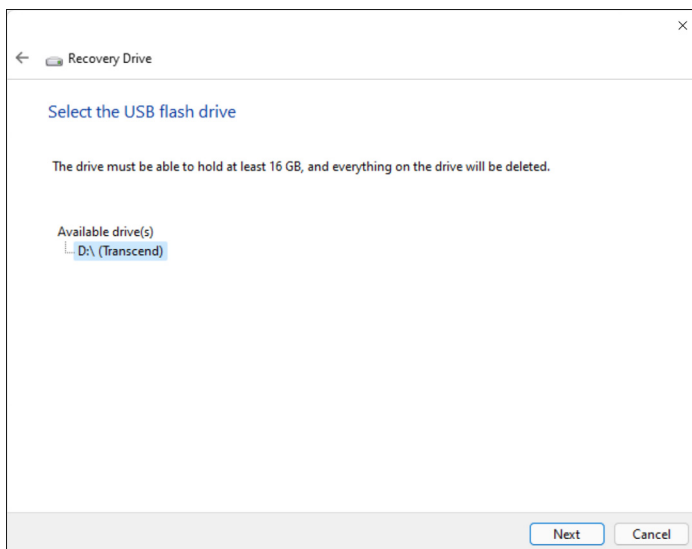 Recovery Drive
Select the USB flash drive
The drive must be able to hold at least 16 GB, and everything on the drive will be deleted.
Available drive(s)
D:\ (Transcend)
Next Cancel